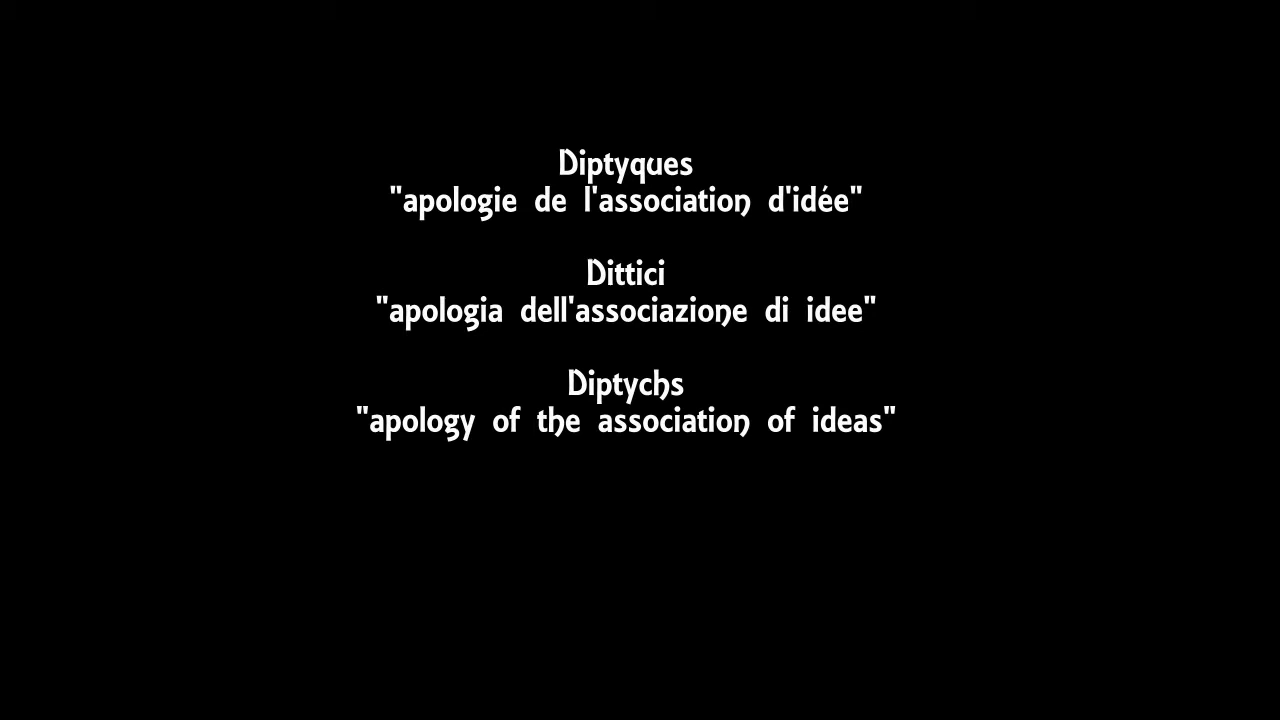 Diptyques
"apologie de l'association d'idée"
Dittici
"apologia dell'associazione di idee"
Diptychs
"apology of the association of ideas"